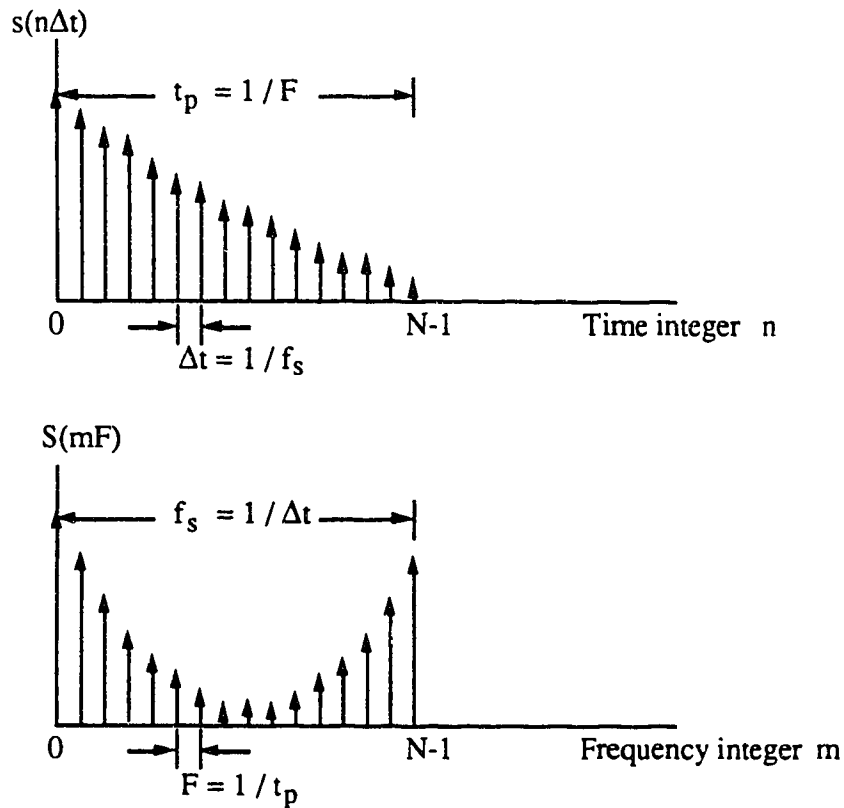 s(nΔt)
t_p = 1 / F
0
N-1
Time integer n
Δt = 1 / f_s
S(mF)
f_s = 1 / Δt
0
N-1
Frequency integer m
F = 1 / t_p